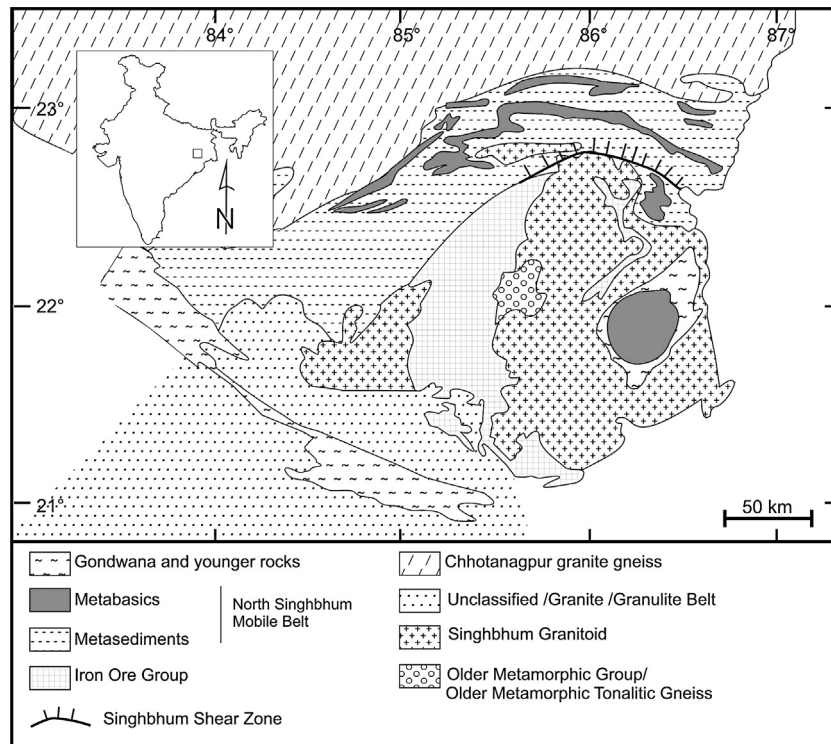 84° 85° 86° 87°
23°
22°
21°
N
50 km
Gondwana and younger rocks
Metabasics
Metasediments
North Singhbhum
Mobile Belt
Iron Ore Group
Singhbhum Shear Zone
Chhotanagpur granite gneiss
Unclassified /Granite /Granulite Belt
Singhbhum Granitoid
Older Metamorphic Group/
Older Metamorphic Tonalitic Gneiss